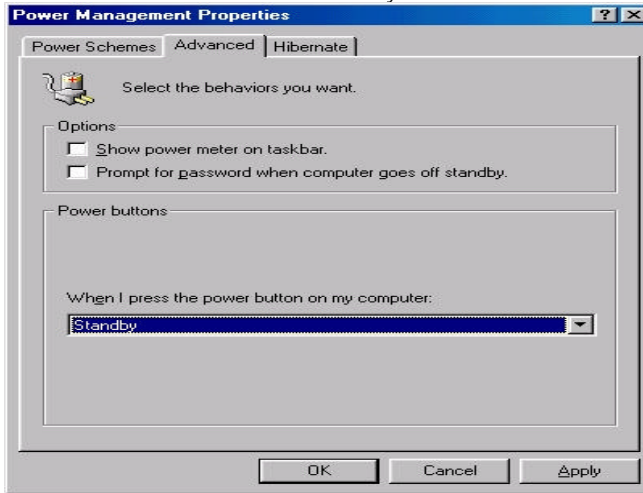 Power Management Properties
Power Schemes Advanced Hibernate
Select the behaviors you want.
Options
Show power meter on taskbar.
Prompt for password when computer goes off standby.
Power buttons
When I press the power button on my computer:
Standby
OK Cancel Apply